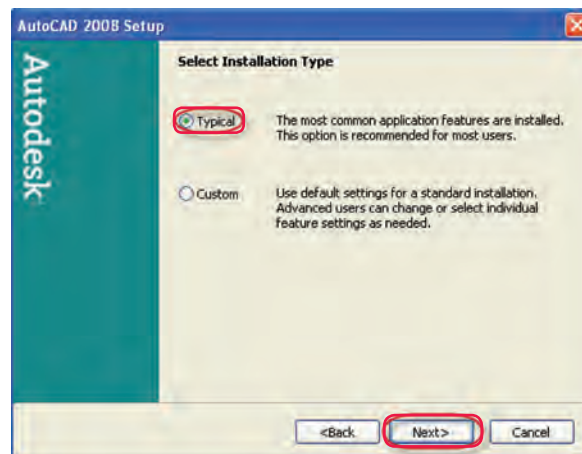 AutoCAD 2008 Setup
Autodesk
Select Installation Type
Typical
The most common application features are installed.
This option is recommended for most users.
Custom
Use default settings for a standard installation.
Advanced users can change or select individual
feature settings as needed.
<Back
Next>
Cancel